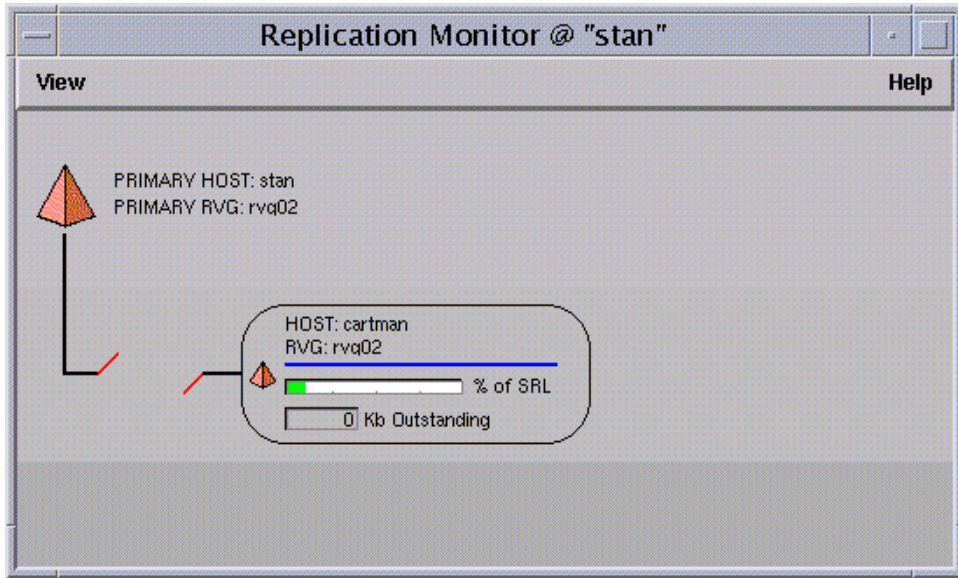 Replication Monitor @ "stan"
View Help
PRIMARY HOST: stan
PRIMARY RVG: rvg02
HOST: cartman
RVG: rvg02
% of SRL
0 Kb Outstanding